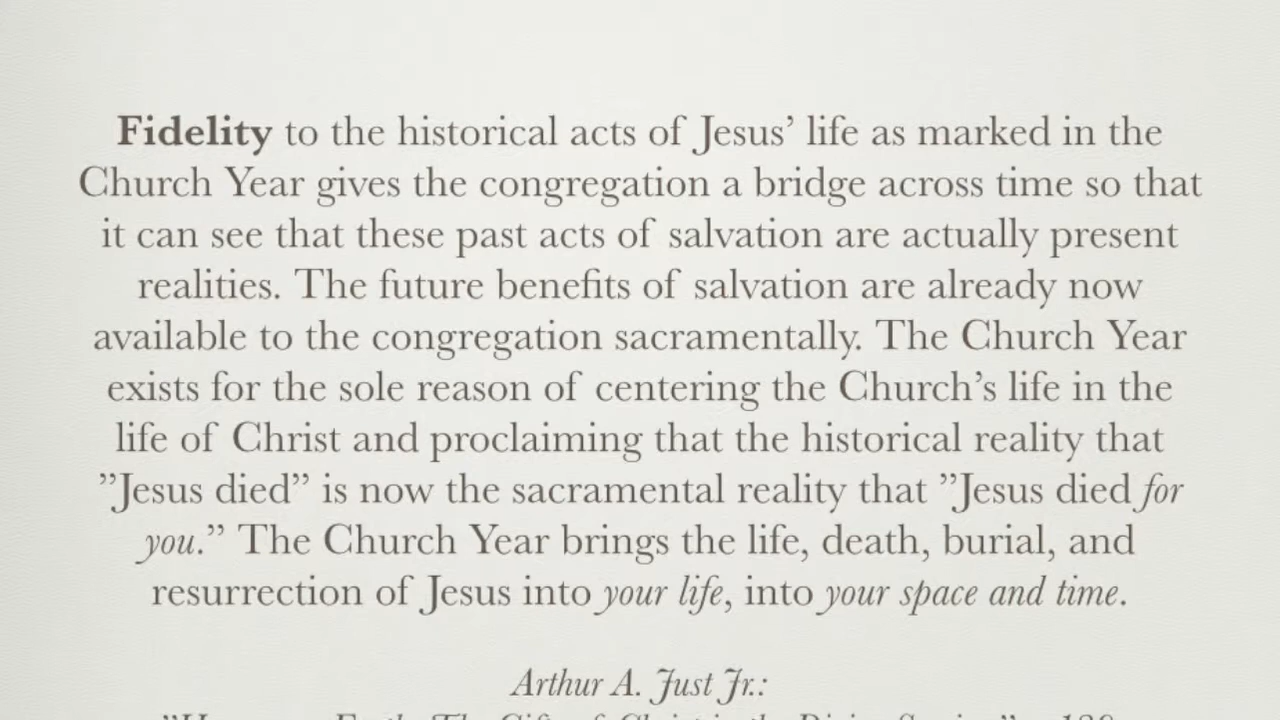 Fidelity to the historical acts of Jesus’ life as marked in the
Church Year gives the congregation a bridge across time so that
it can see that these past acts of salvation are actually present
realities. The future benefits of salvation are already now
available to the congregation sacramentally. The Church Year
exists for the sole reason of centering the Church’s life in the
life of Christ and proclaiming that the historical reality that
”Jesus died” is now the sacramental reality that ”Jesus died for
you.” The Church Year brings the life, death, burial, and
resurrection of Jesus into your life, into your space and time.
Arthur A. Just Jr.: